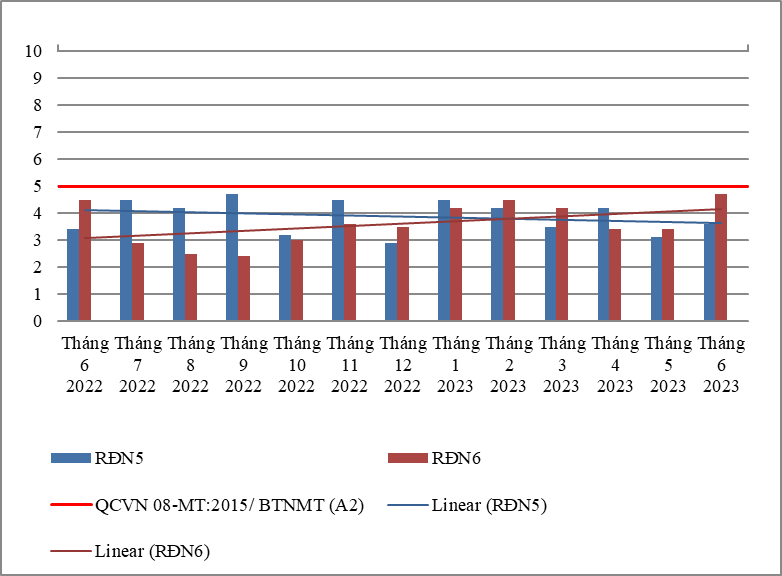 10
9
8
7
6
5
4
3
2
1
0
Tháng Tháng Tháng Tháng Tháng Tháng Tháng Tháng Tháng Tháng Tháng Tháng Tháng
6 7 8 9 10 11 12 1 2 3 4 5 6
2022 2022 2022 2022 2022 2022 2022 2023 2023 2023 2023 2023 2023
RĐN5 RĐN6
QCVN 08-MT:2015/ BTNMT (A2) Linear (RĐN5)
Linear (RĐN6)